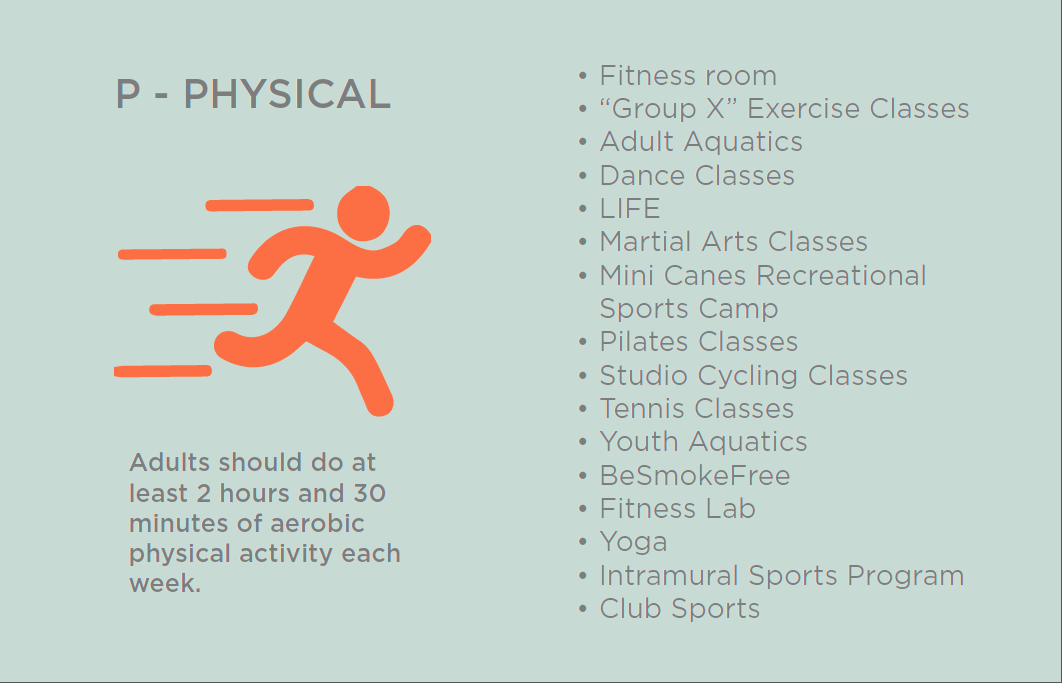 P - PHYSICAL
Adults should do at
least 2 hours and 30
minutes of aerobic
physical activity each
week.
• Fitness room
• “Group X” Exercise Classes
• Adult Aquatics
• Dance Classes
• LIFE
• Martial Arts Classes
• Mini Canes Recreational
Sports Camp
• Pilates Classes
• Studio Cycling Classes
• Tennis Classes
• Youth Aquatics
• BeSmokeFree
• Fitness Lab
• Yoga
• Intramural Sports Program
• Club Sports